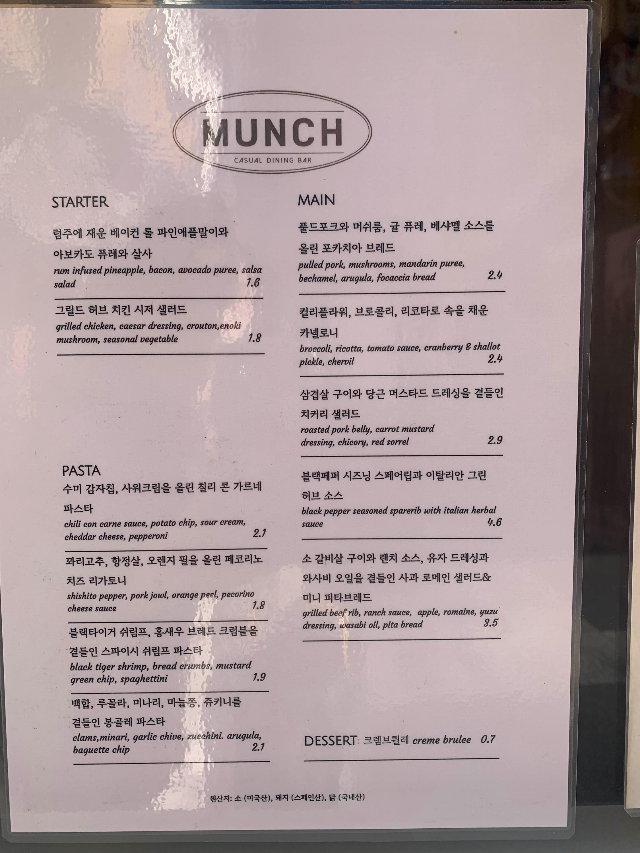 MUNCH
CASUAL DINING BAR
STARTER
럼주에 재운 베이컨 롤 파인애플말이와
아보카도 퓨레와 살사
rum infused pineapple, bacon, avocado puree, salsa
salad 1.6
그릴드 허브 치킨 시저 샐러드
grilled chicken, caesar dressing, crouton,enoki
mushroom, seasonal vegetable 1.8
PASTA
수미 감자칩, 사워크림을 올린 칠리 콘 가르네
파스타
chili con carne sauce, potato chip, sour cream,
cheddar cheese, pepperoni 2.1
꽈리고추, 항정살, 오렌지 필을 올린 페코리노
치즈 리가토니
shishito pepper, pork jowl, orange peel, pecorino
cheese sauce 1.8
블랙타이거 쉬림프, 홍새우 브레드 크럼블을
곁들인 스파이시 쉬림프 파스타
black tiger shrimp, bread crumbs, mustard
green chip, spaghettini 1.9
백합, 루꼴라, 미나리, 마늘쫑, 쥬키니를
곁들인 봉골레 파스타
clams,minari, garlic chive, zucchini. arugula,
baguette chip 2.1
MAIN
풀드포크와 머쉬룸, 귤 퓨레, 베샤멜 소스를
올린 포카치아 브레드
pulled pork, mushrooms, mandarin puree,
bechamel, arugula, focaccia bread 2.4
컬리플라워, 브로콜리, 리코타로 속을 채운
카넬로니
broccoli, ricotta, tomato sauce, cranberry & shallot
pickle, chervil 2.4
삼겹살 구이와 당근 머스타드 드레싱을 곁들인
치커리 샐러드
roasted pork belly, carrot mustard
dressing, chicory, red sorrel 2.9
블랙페퍼 시즈닝 스페어립과 이탈리안 그린
허브 소스
black pepper seasoned sparerib with italian herbal
sauce 4.6
소 갈비살 구이와 랜치 소스, 유자 드레싱과
와사비 오일을 곁들인 사과 로메인 샐러드&
미니 피타브레드
grilled beef rib, ranch sauce, apple, romaine, yuzu
dressing, wasabi oil, pita bread 3.5
DESSERT: 크렘브륄레 creme brulee 0.7
원산지: 소 (미국산), 돼지 (스페인산), 닭 (국내산)